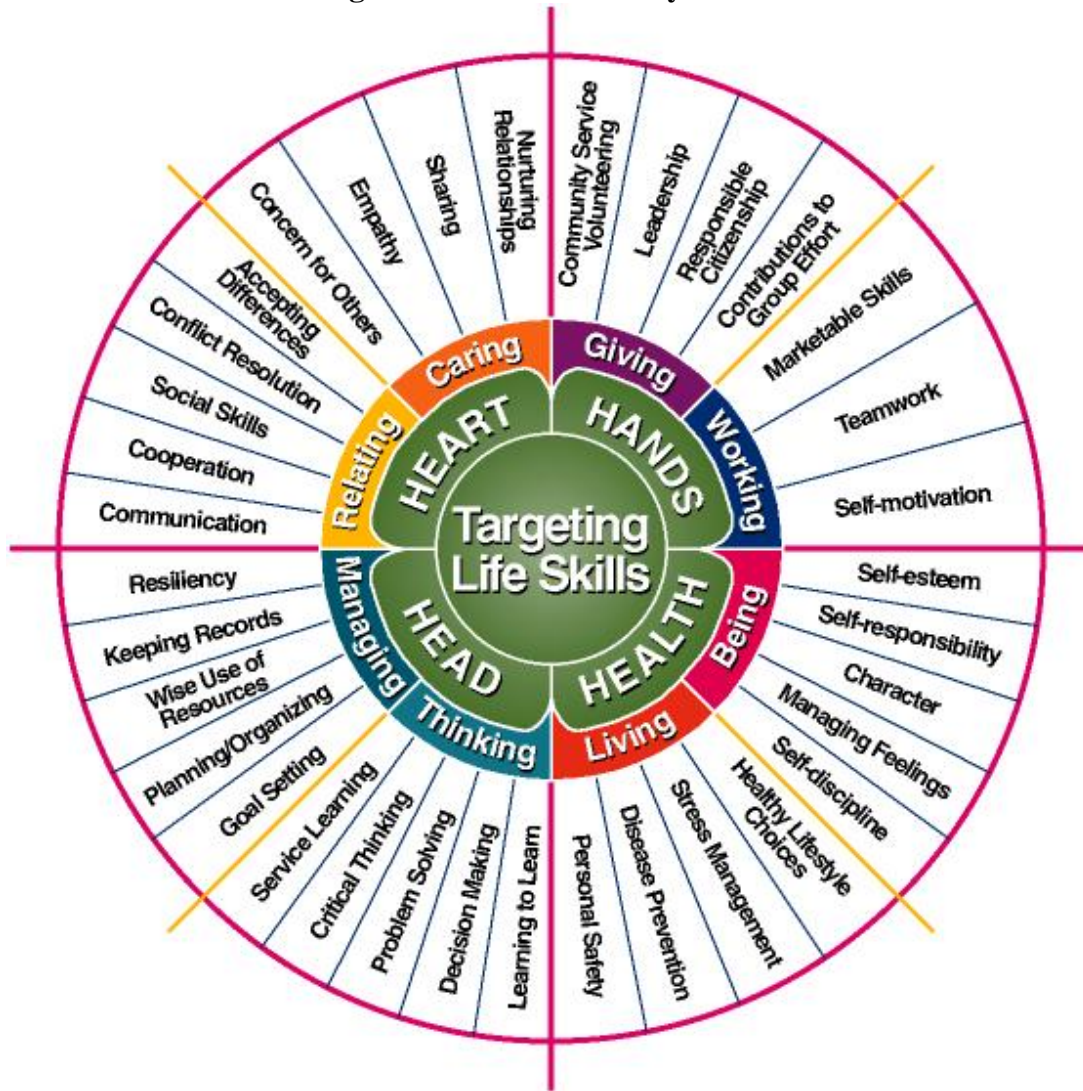 Nurturing
Relationships
Sharing
Empathy
Concern for Others
Accepting
Differences
Conflict Resolution
Social Skills
Cooperation
Communication
Community Service
Volunteering
Leadership
Responsible
Citizenship
Contributions to
Group Effort
Marketable Skills
Teamwork
Self-motivation
Caring
Relating
HEART
Giving
Working
HANDS
Targeting
Life Skills
Managing
Thinking
HEAD
Being
Living
HEALTH
Resiliency
Keeping Records
Wise Use of
Resources
Planning/Organizing
Goal Setting
Service Learning
Critical Thinking
Problem Solving
Decision Making
Learning to Learn
Self-esteem
Self-responsibility
Character
Managing Feelings
Self-discipline
Healthy Lifestyle
Choices
Stress Management
Disease Prevention
Personal Safety